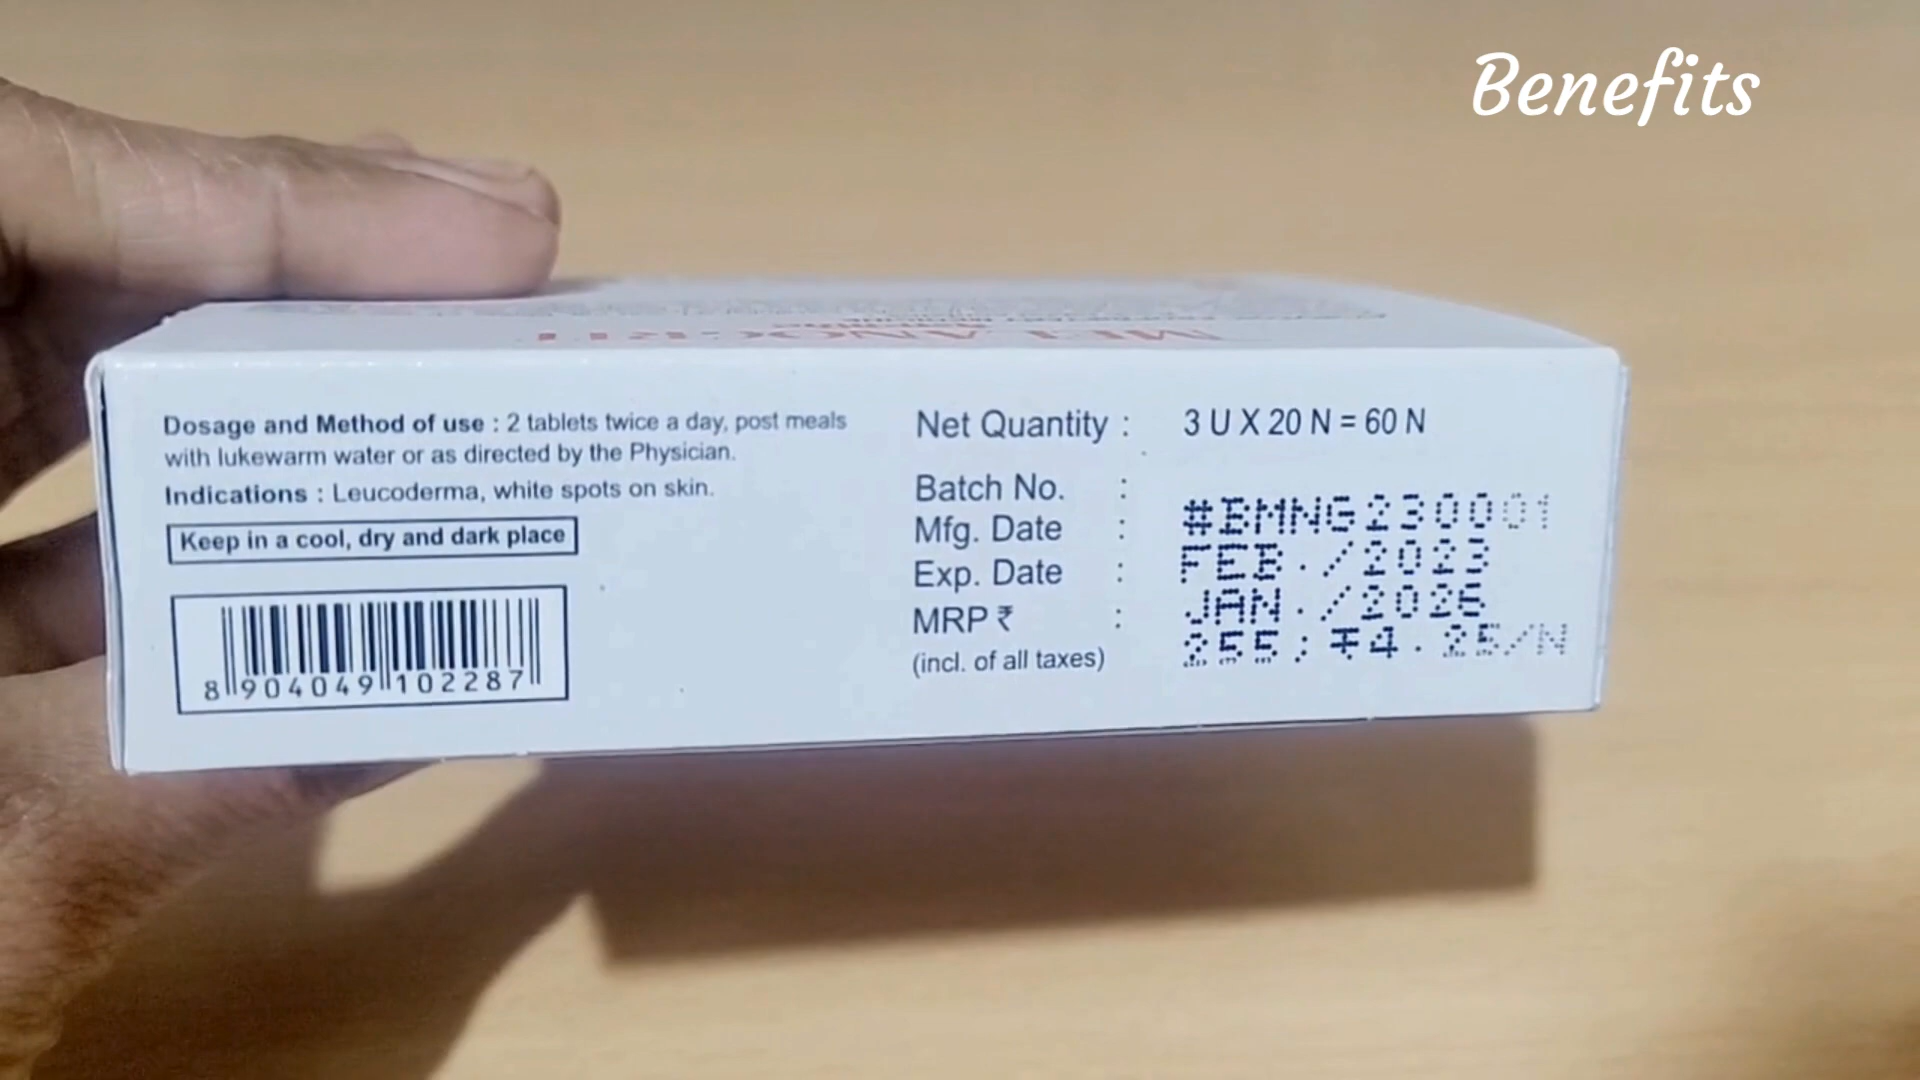 Benefits
Dosage and Method of use : 2 tablets twice a day, post meals
with lukewarm water or as directed by the Physician.
Indications : Leucoderma, white spots on skin.
Keep in a cool, dry and dark place
8 904049 102287
Net Quantity : 3 U X 20 N = 60 N
Batch No. : #BMNG230001
Mfg. Date : FEB./2023
Exp. Date : JAN./2026
MRP ₹ : 255; ₹4.25/N
(incl. of all taxes)